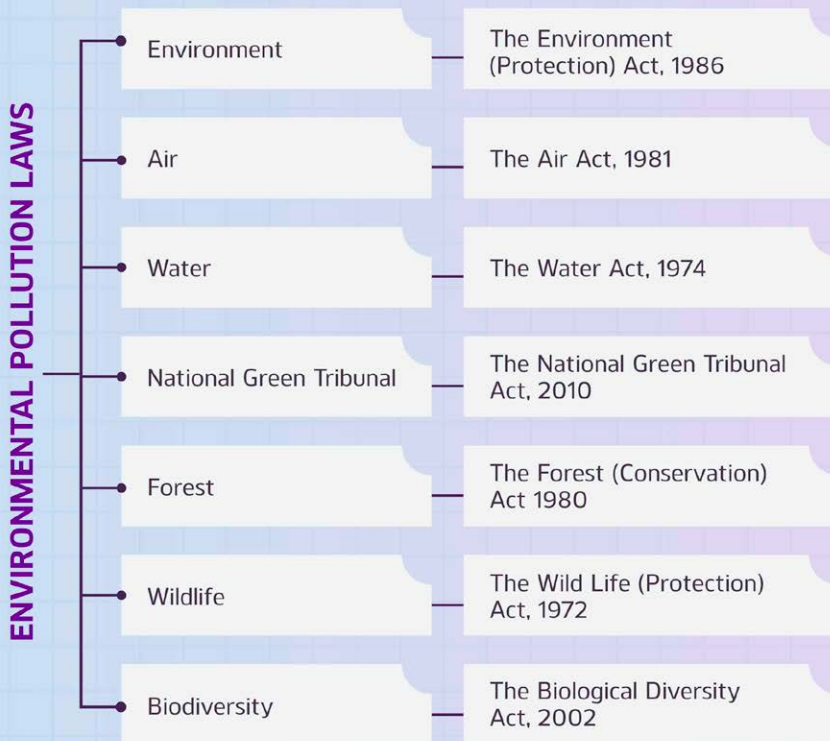 ENVIRONMENTAL POLLUTION LAWS
Environment
The Environment
(Protection) Act, 1986
Air
The Air Act, 1981
Water
The Water Act, 1974
National Green Tribunal
The National Green Tribunal
Act, 2010
Forest
The Forest (Conservation)
Act 1980
Wildlife
The Wild Life (Protection)
Act, 1972
Biodiversity
The Biological Diversity
Act, 2002